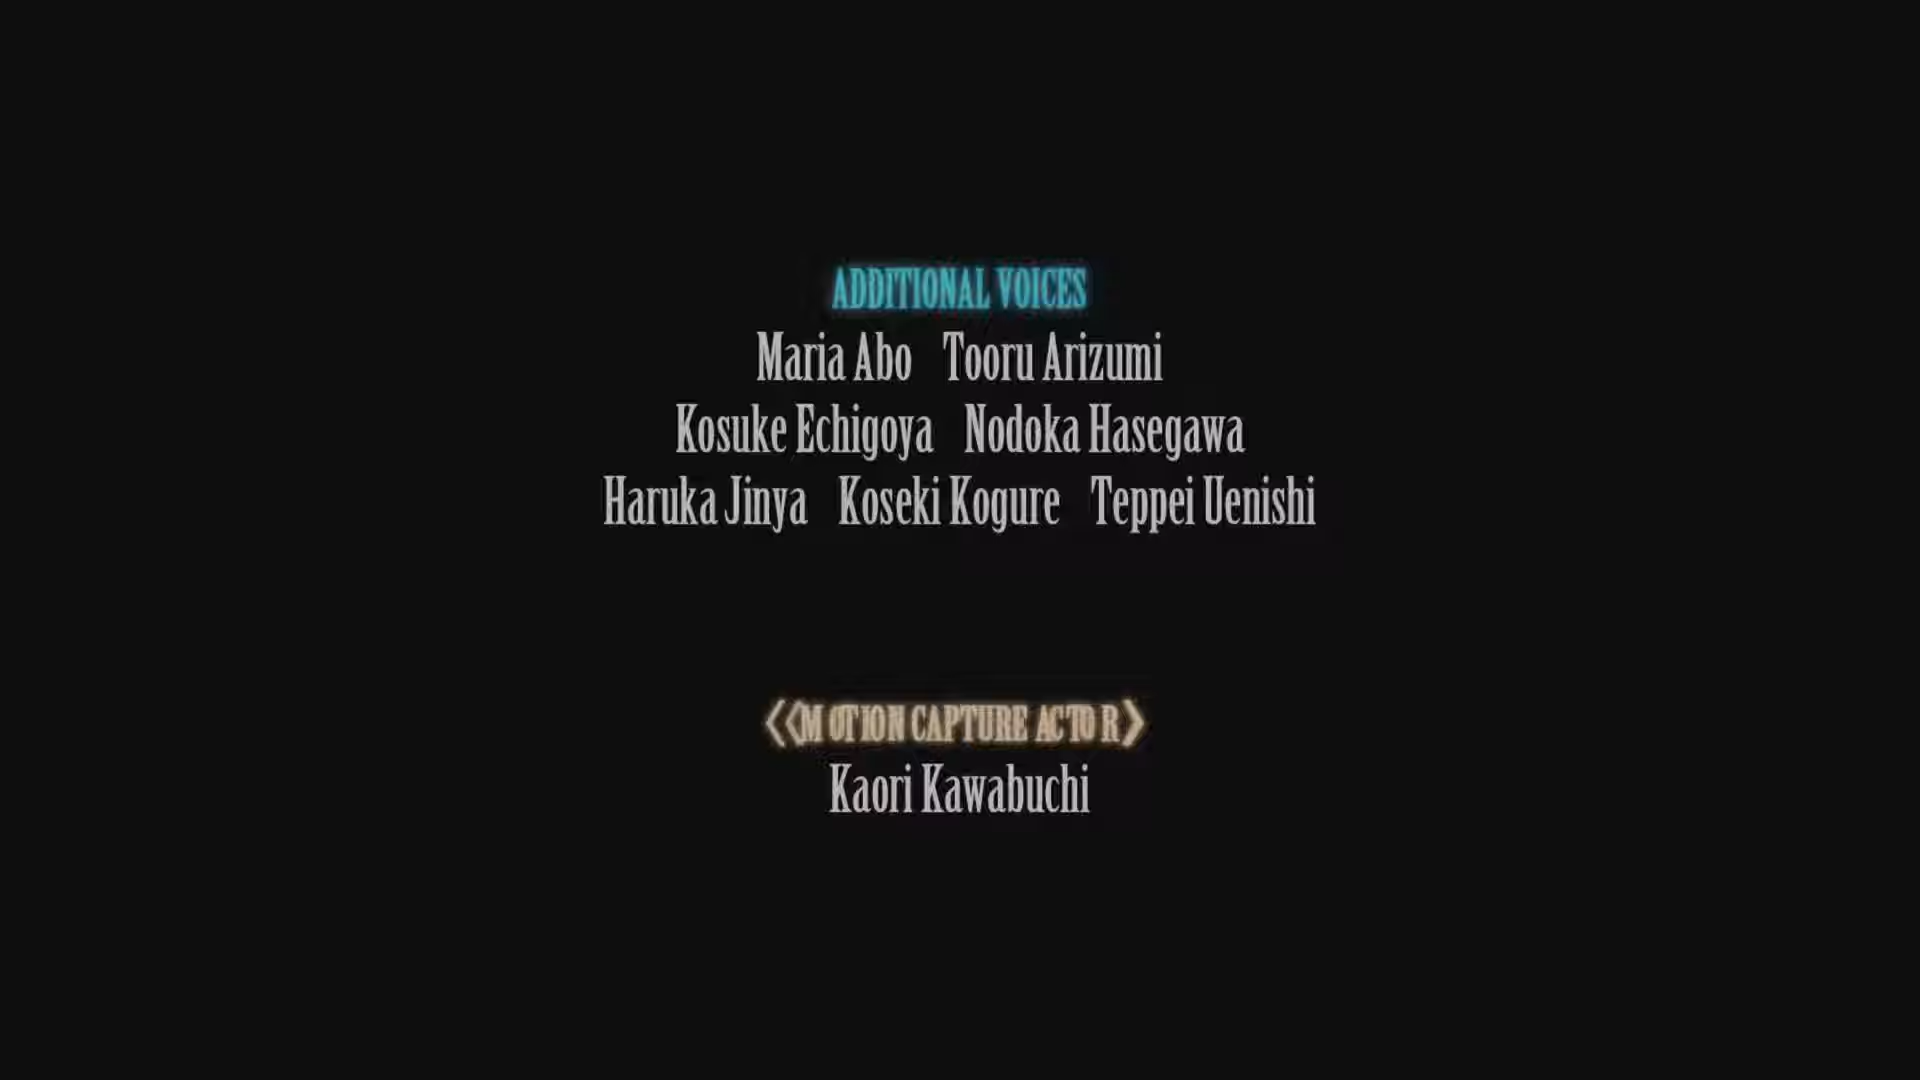 ADDITIONAL VOICES
Maria Abo Tooru Arizumi
Kosuke Echigoya Nodoka Hasegawa
Haruka Jinya Koseki Kogure Teppei Uenishi
《MOTION CAPTURE ACTOR》
Kaori Kawabuchi